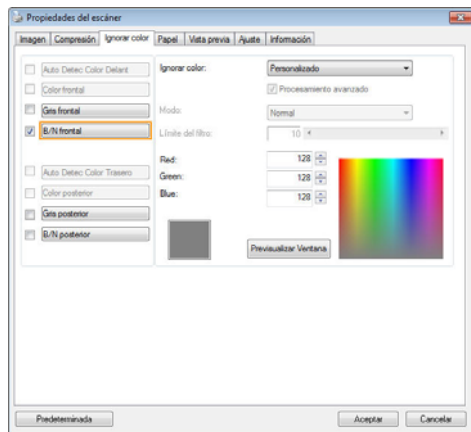 Propiedades del escáner
Imagen Compresión Ignorar color Papel Vista previa Ajuste Información
Auto Detec Color Delant
Color frontal
Gris frontal
B/N frontal
Auto Detec Color Trasero
Color posterior
Gris posterior
B/N posterior
Ignorar color: Personalizado
Procesamiento avanzado
Modo: Normal
Límite del filtro: 10
Red: 128
Green: 128
Blue: 128
Previsualizar Ventana
Predeterminada Aceptar Cancelar